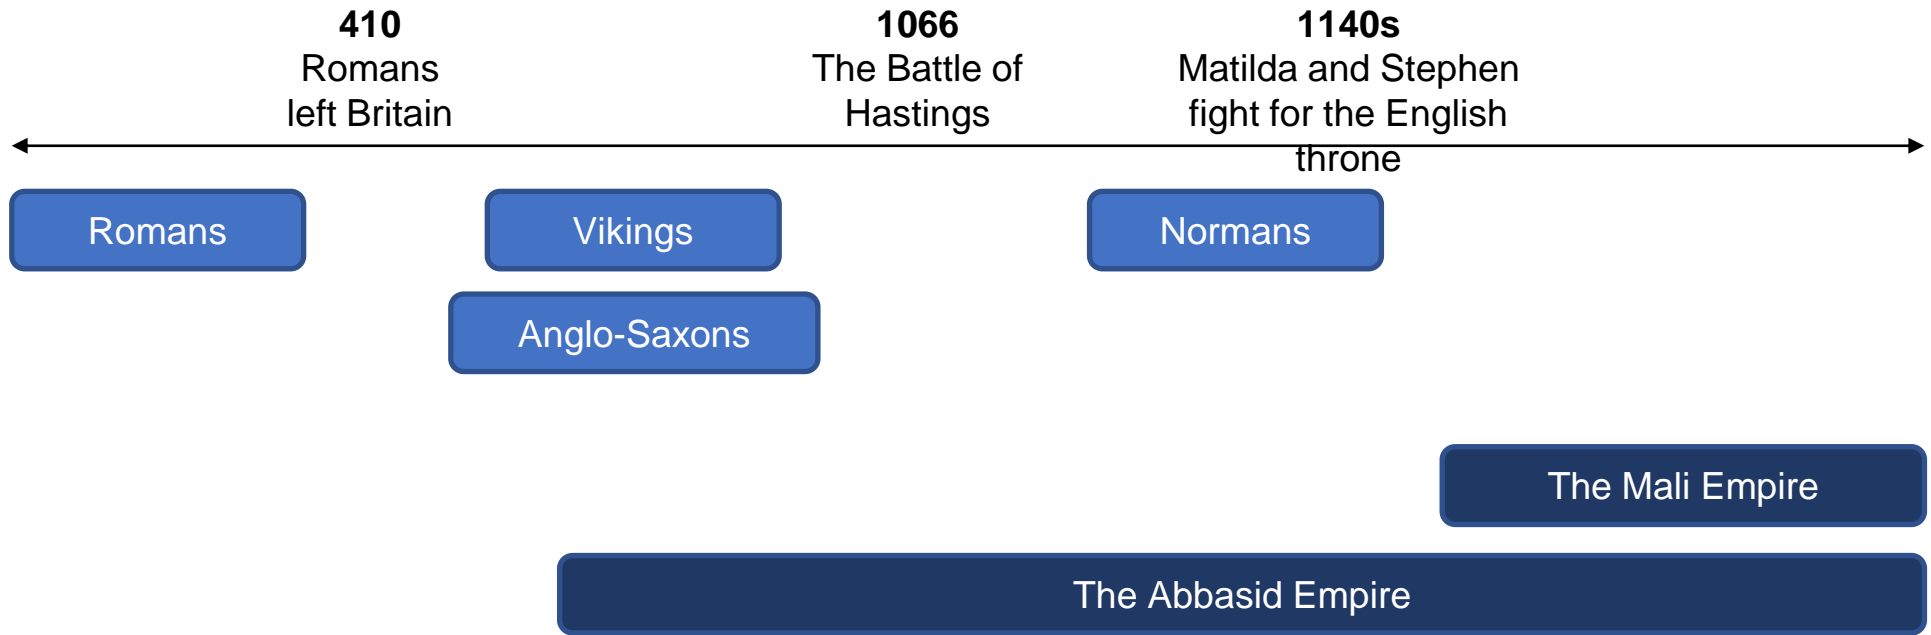 410
Romans
left Britain
1066
The Battle of
Hastings
1140s
Matilda and Stephen
fight for the English
throne
Romans
Vikings
Normans
Anglo-Saxons
The Mali Empire
The Abbasid Empire